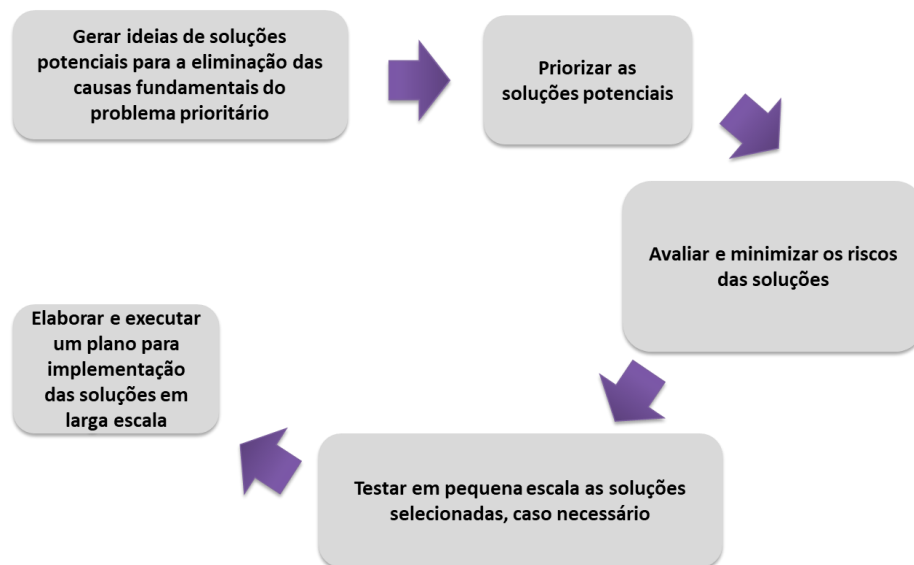 Gerar ideias de soluções
potenciais para a eliminação das
causas fundamentais do
problema prioritário
Priorizar as
soluções potenciais
Avaliar e minimizar os riscos
das soluções
Testar em pequena escala as soluções
selecionadas, caso necessário
Elaborar e executar
um plano para
implementação
das soluções em
larga escala